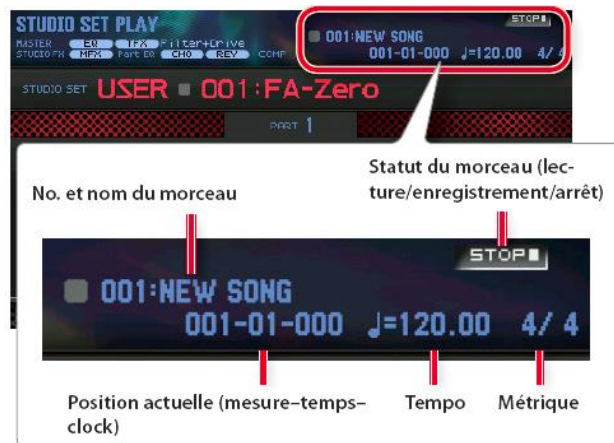 STUDIO SET PLAY
STOP
MASTER EQ TFX Filter+Drive
001:NEW SONG
STUDIO FX MFX Part EQ CHO REV COMP
001-01-000 ♩=120.00 4/ 4
STUDIO SET USER 001:FA-Zero
PART 1
Statut du morceau (lec-
ture/enregistrement/arrêt)
No. et nom du morceau
STOP
001:NEW SONG
001-01-000 ♩=120.00 4/ 4
Position actuelle (mesure–temps–
clock)
Tempo
Métrique